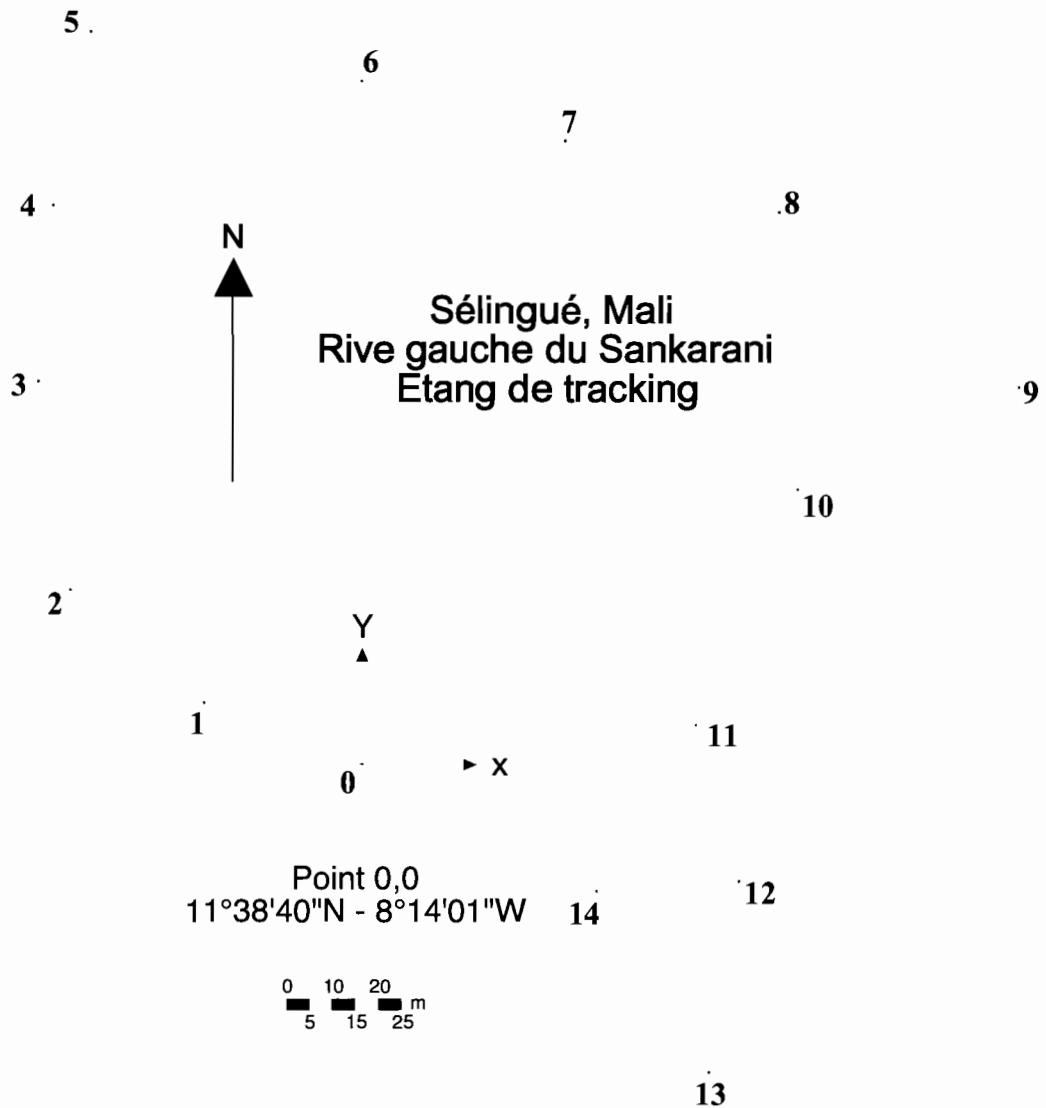 5
6
7
4
8
N
Sélingué, Mali
Rive gauche du Sankarani
Etang de tracking
3
9
10
2
Y
1
11
X
0
Point 0,0
11°38'40"N - 8°14'01"W
14
12
0 10 20
m
5 15 25
13